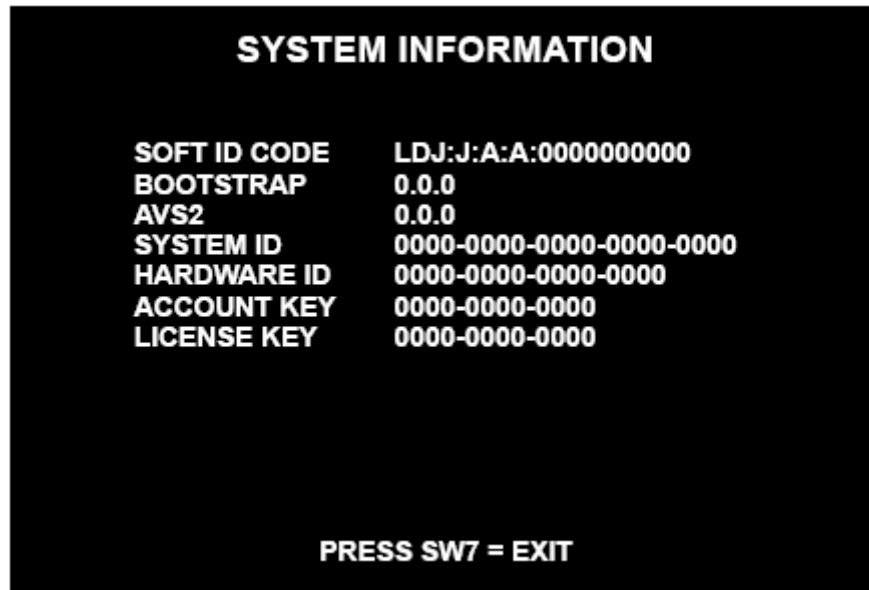 SYSTEM INFORMATION
SOFT ID CODE LDJ:J:A:A:0000000000
BOOTSTRAP 0.0.0
AVS2 0.0.0
SYSTEM ID 0000-0000-0000-0000-0000
HARDWARE ID 0000-0000-0000-0000
ACCOUNT KEY 0000-0000-0000
LICENSE KEY 0000-0000-0000
PRESS SW7 = EXIT